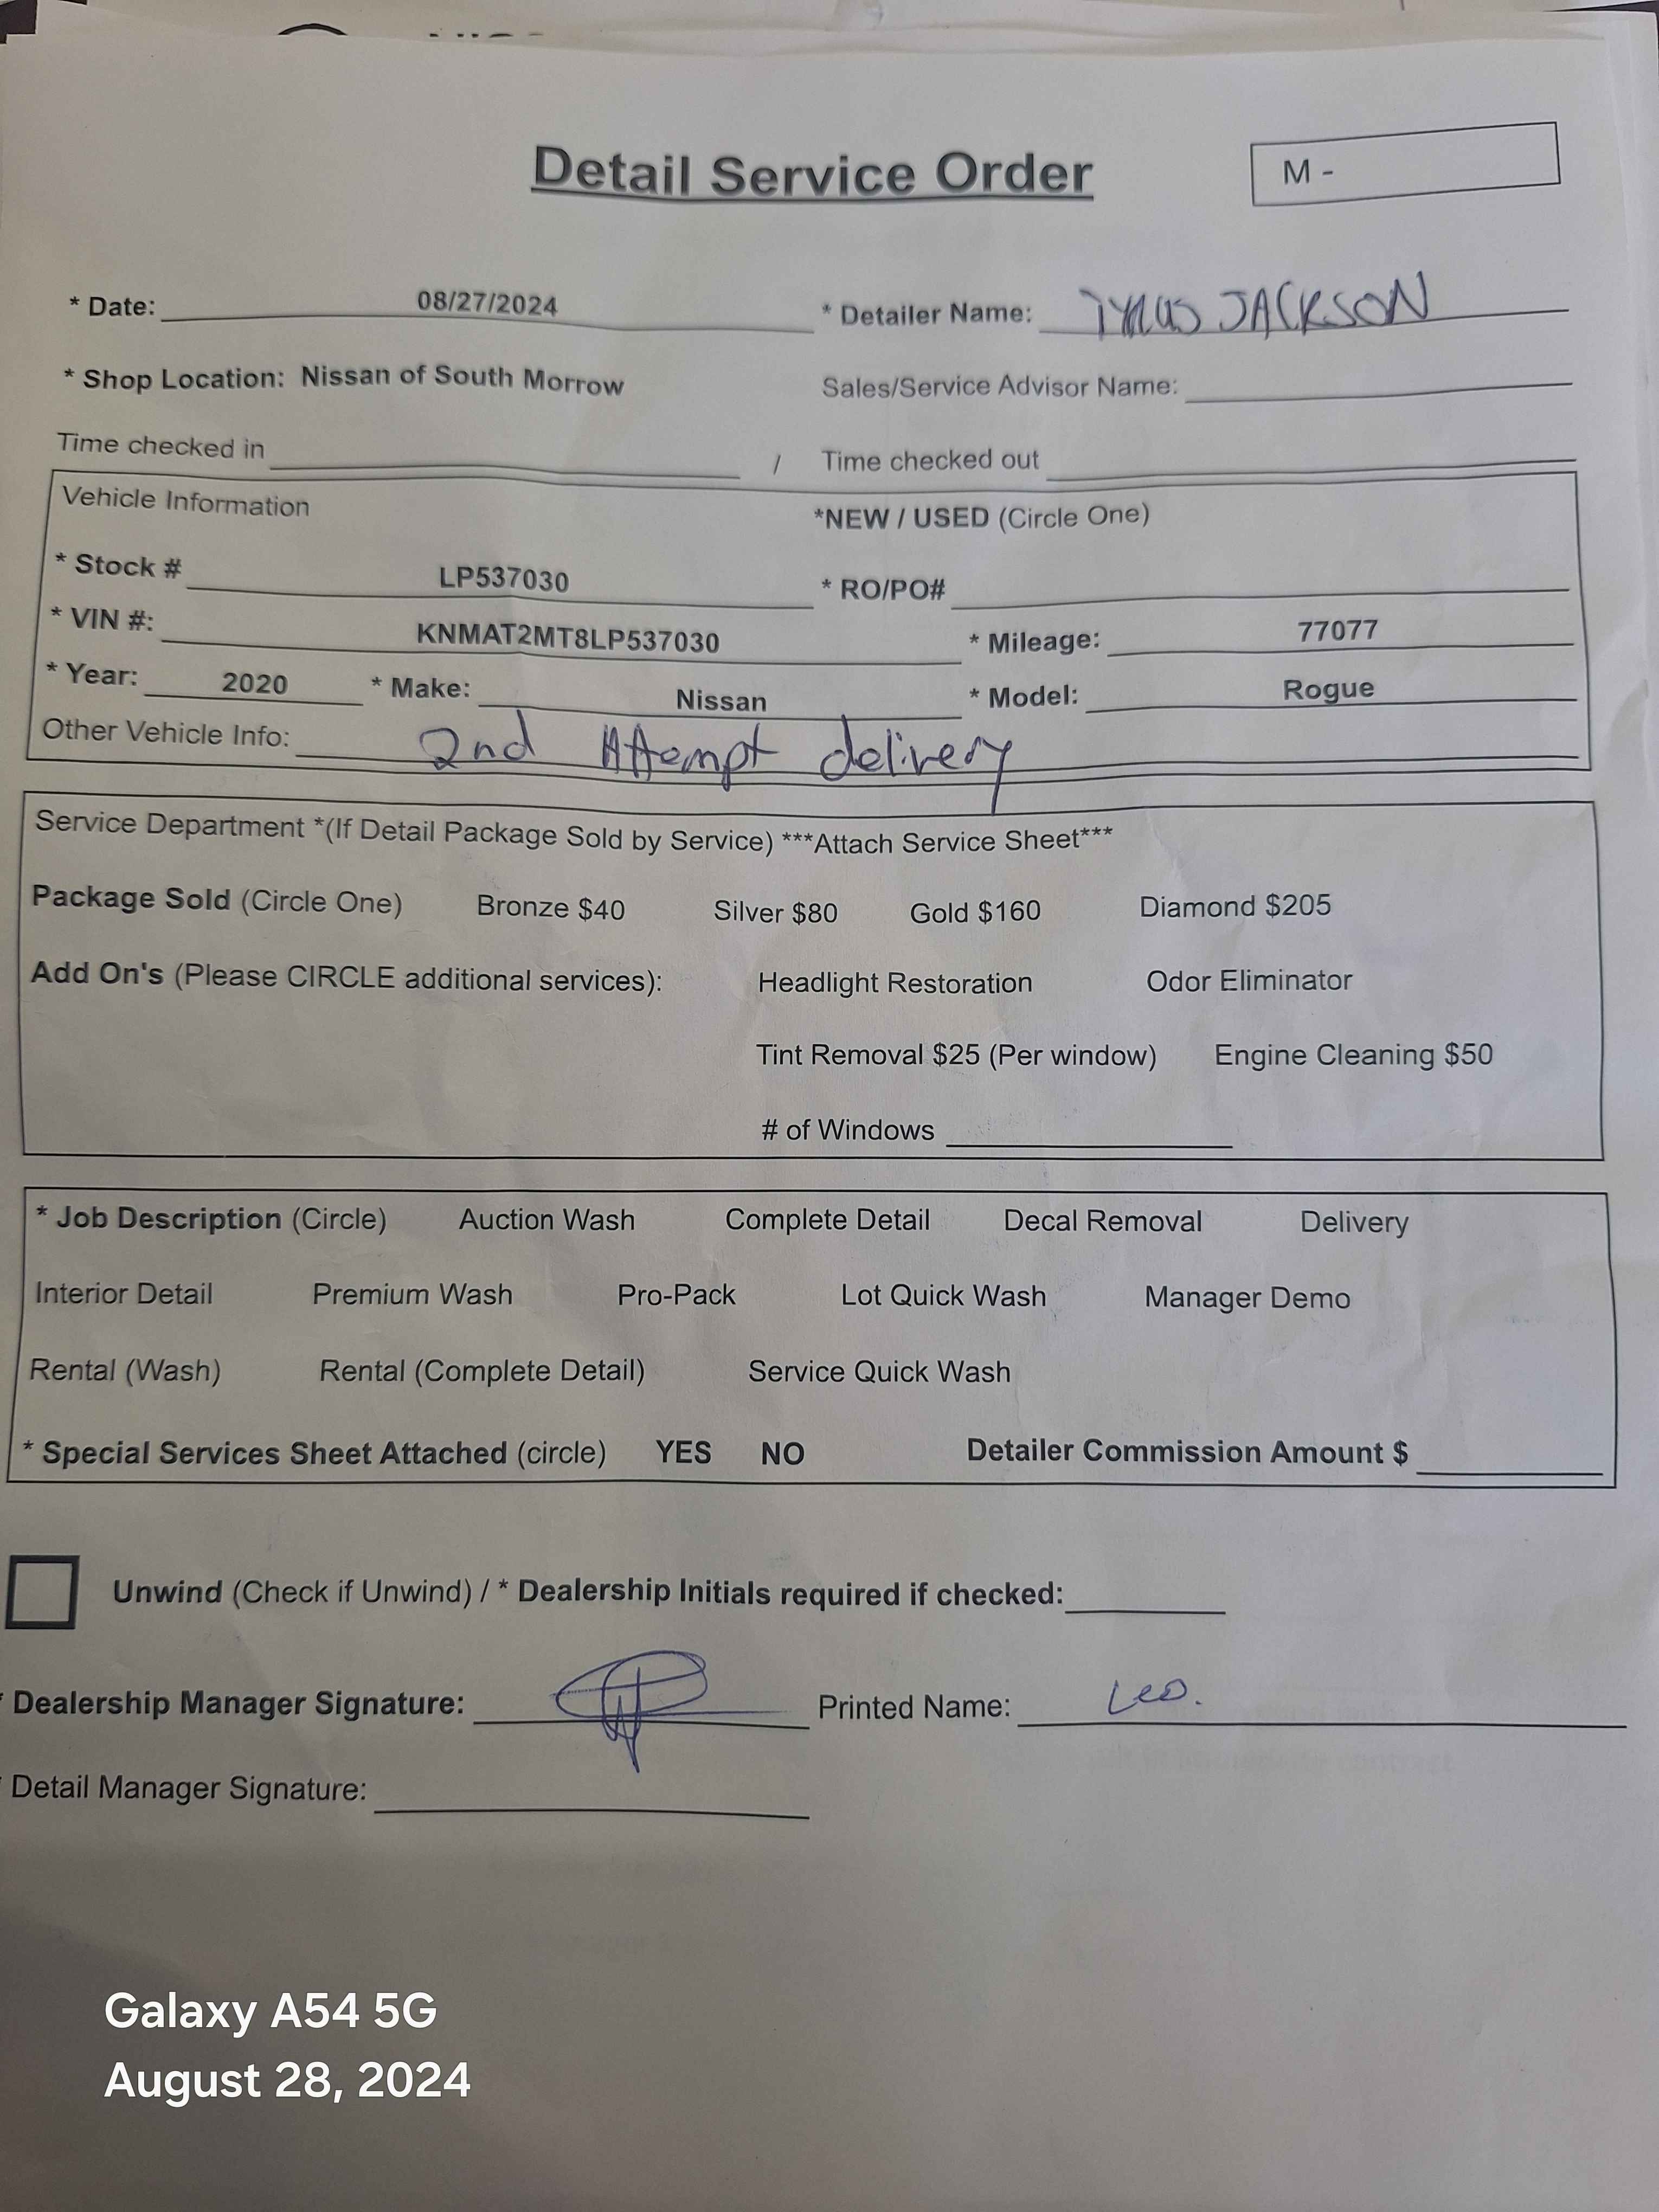 Detail Service Order
M -
* Date: 08/27/2024 * Detailer Name: JACKSON
* Shop Location: Nissan of South Morrow Sales/Service Advisor Name:
Time checked in / Time checked out
Vehicle Information *NEW / USED (Circle One)
* Stock # LP537030 * RO/PO#
* VIN #: KNMAT2MT8LP537030 * Mileage: 77077
* Year: 2020 * Make: Nissan * Model: Rogue
Other Vehicle Info: 2nd Attempt delivery
Service Department *(If Detail Package Sold by Service) ***Attach Service Sheet***
Package Sold (Circle One) Bronze $40 Silver $80 Gold $160 Diamond $205
Add On's (Please CIRCLE additional services): Headlight Restoration Odor Eliminator
Tint Removal $25 (Per window) Engine Cleaning $50
# of Windows
* Job Description (Circle) Auction Wash Complete Detail Decal Removal Delivery
Interior Detail Premium Wash Pro-Pack Lot Quick Wash Manager Demo
Rental (Wash) Rental (Complete Detail) Service Quick Wash
* Special Services Sheet Attached (circle) YES NO Detailer Commission Amount $
Unwind (Check if Unwind) / * Dealership Initials required if checked:
* Dealership Manager Signature: Printed Name: Leo.
* Detail Manager Signature:
Galaxy A54 5G
August 28, 2024